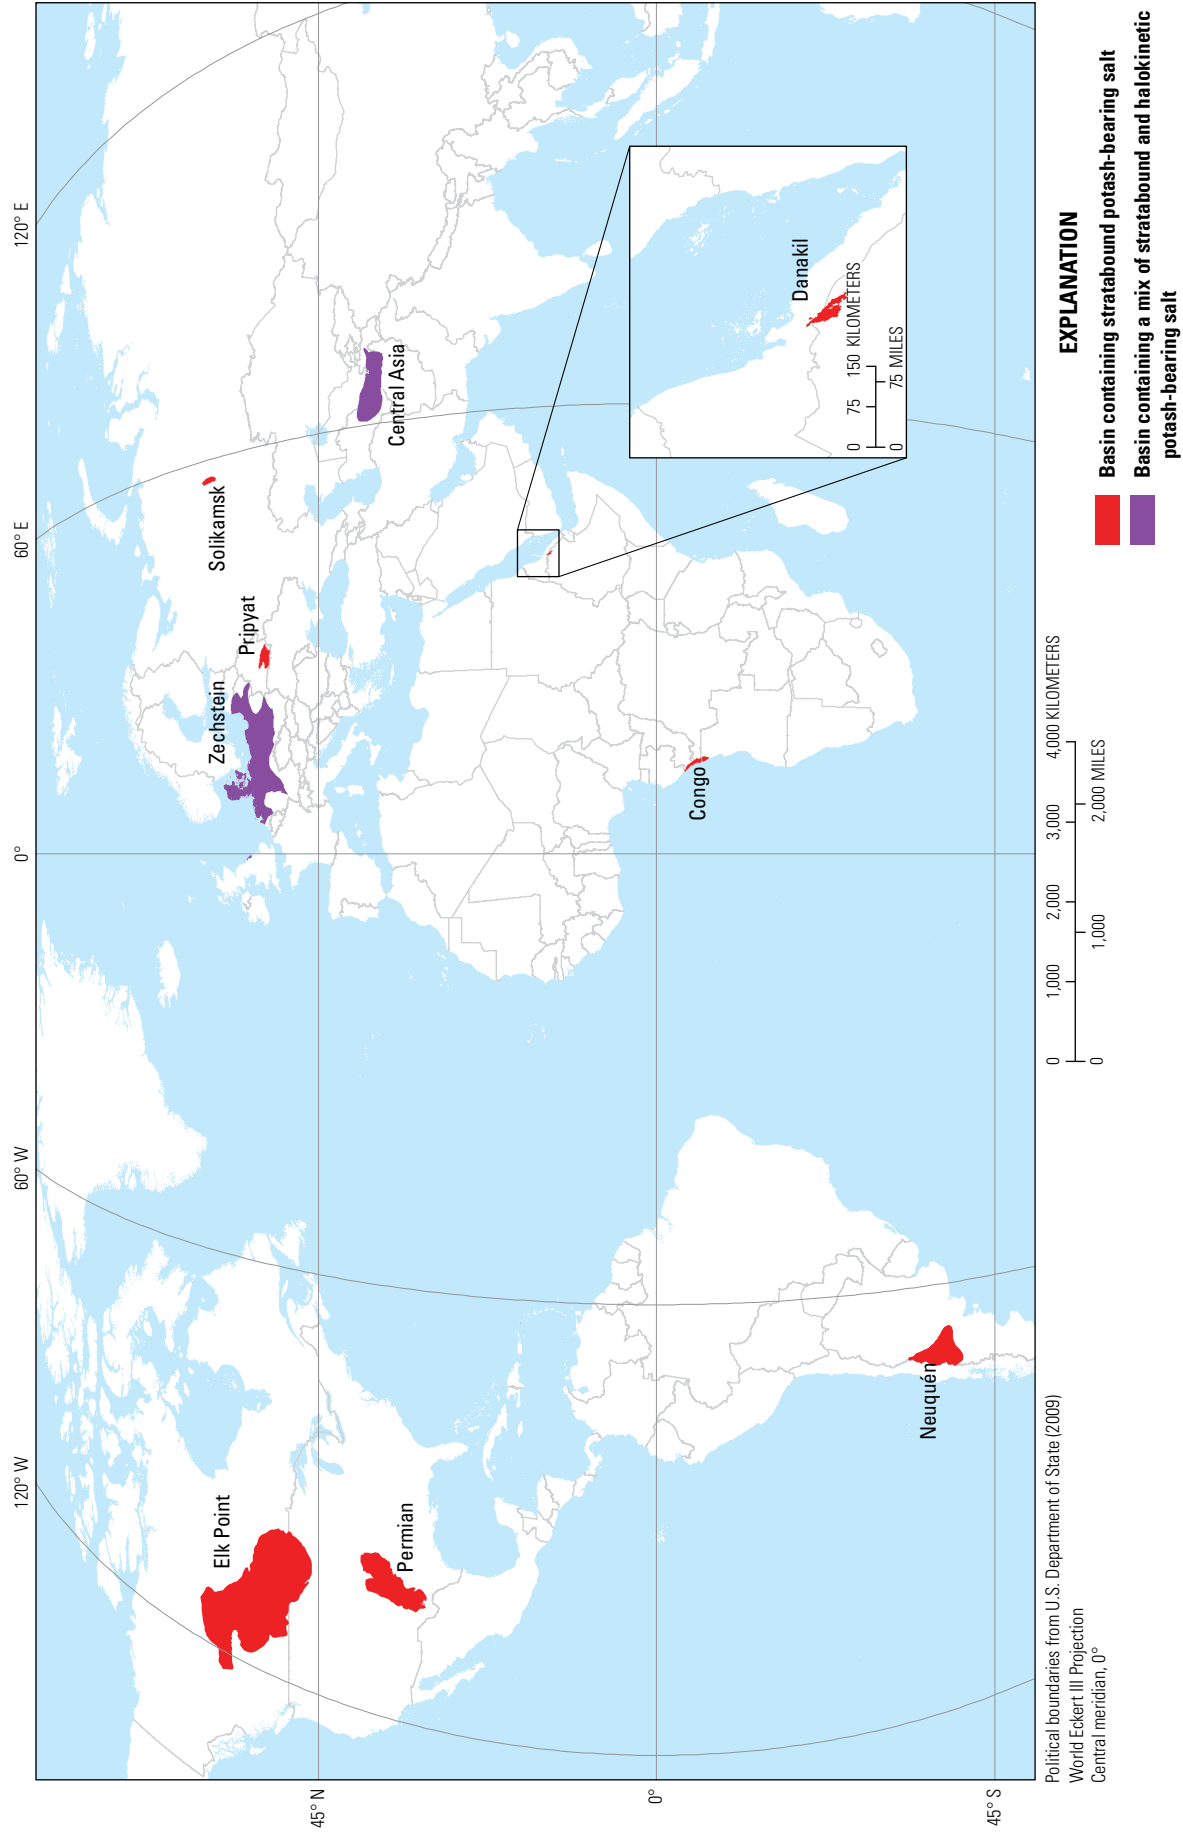 120° W
60° W
0°
60° E
120° E
45° N
0°
45° S
Elk Point
Permian
Neuquén
Zechstein
Pripyat
Solikamsk
Central Asia
Congo
Danakil
0 75 150 KILOMETERS
0 75 MILES
0 1,000 2,000 3,000 4,000 KILOMETERS
0 1,000 2,000 MILES
Political boundaries from U.S. Department of State (2009)
World Eckert III Projection
Central meridian, 0°
EXPLANATION
Basin containing stratabound potash-bearing salt
Basin containing a mix of stratabound and halokinetic
potash-bearing salt